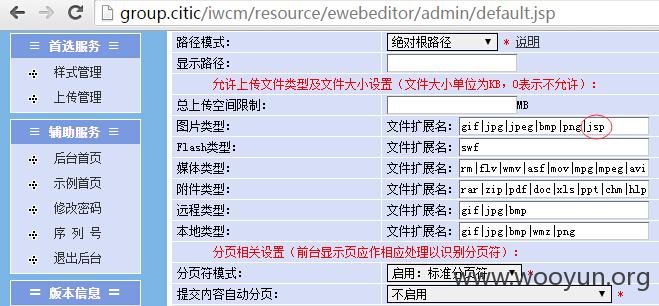 group.citic/iwcm/resource/ewebeditor/admin/default.jsp
首选服务
样式管理
上传管理
辅助服务
后台首页
示例首页
修改密码
序 列 号
退出后台
版本信息
路径模式： 绝对根路径 * 说明
显示路径：
允许上传文件类型及文件大小设置（文件大小单位为KB，0表示不允许）：
总上传空间限制： MB
图片类型： 文件扩展名： gif|jpg|jpeg|bmp|png|jsp
Flash类型： 文件扩展名： swf
媒体类型： 文件扩展名： rm|flv|wmv|asf|mov|mpg|mpeg|avi
附件类型： 文件扩展名： rar|zip|pdf|doc|xls|ppt|chm|hlp
远程类型： 文件扩展名： gif|jpg|bmp
本地类型： 文件扩展名： gif|jpg|bmp|wmz|png
分页相关设置（前台显示页应作相应处理以识别分页符）：
分页符模式： 启用：标准分页符 *
提交内容自动分页： 不启用 *
www.wooyun.org